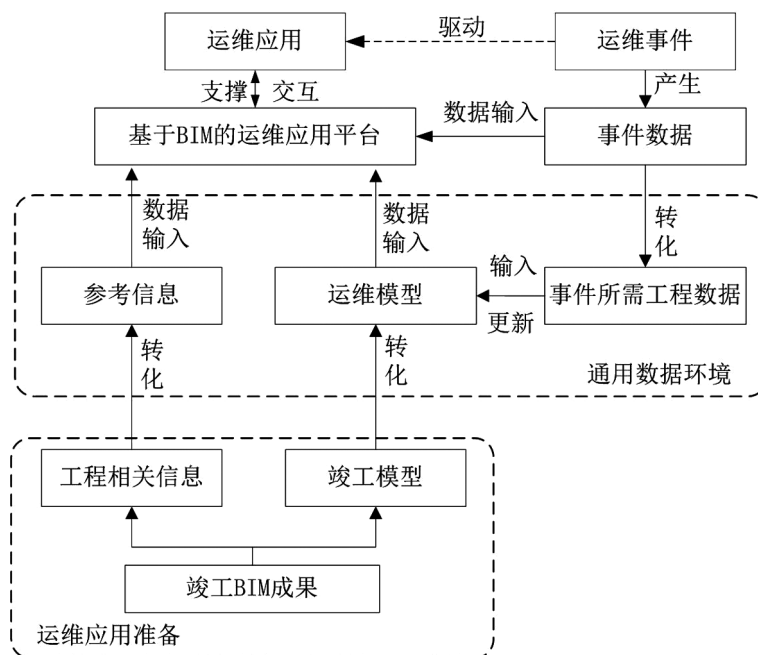 运维应用
驱动
运维事件
支撑
交互
产生
基于BIM的运维应用平台
数据输入
事件数据
数据
输入
数据
输入
转
化
参考信息
运维模型
输入
更新
事件所需工程数据
转
化
转
化
通用数据环境
工程相关信息
竣工模型
竣工BIM成果
运维应用准备